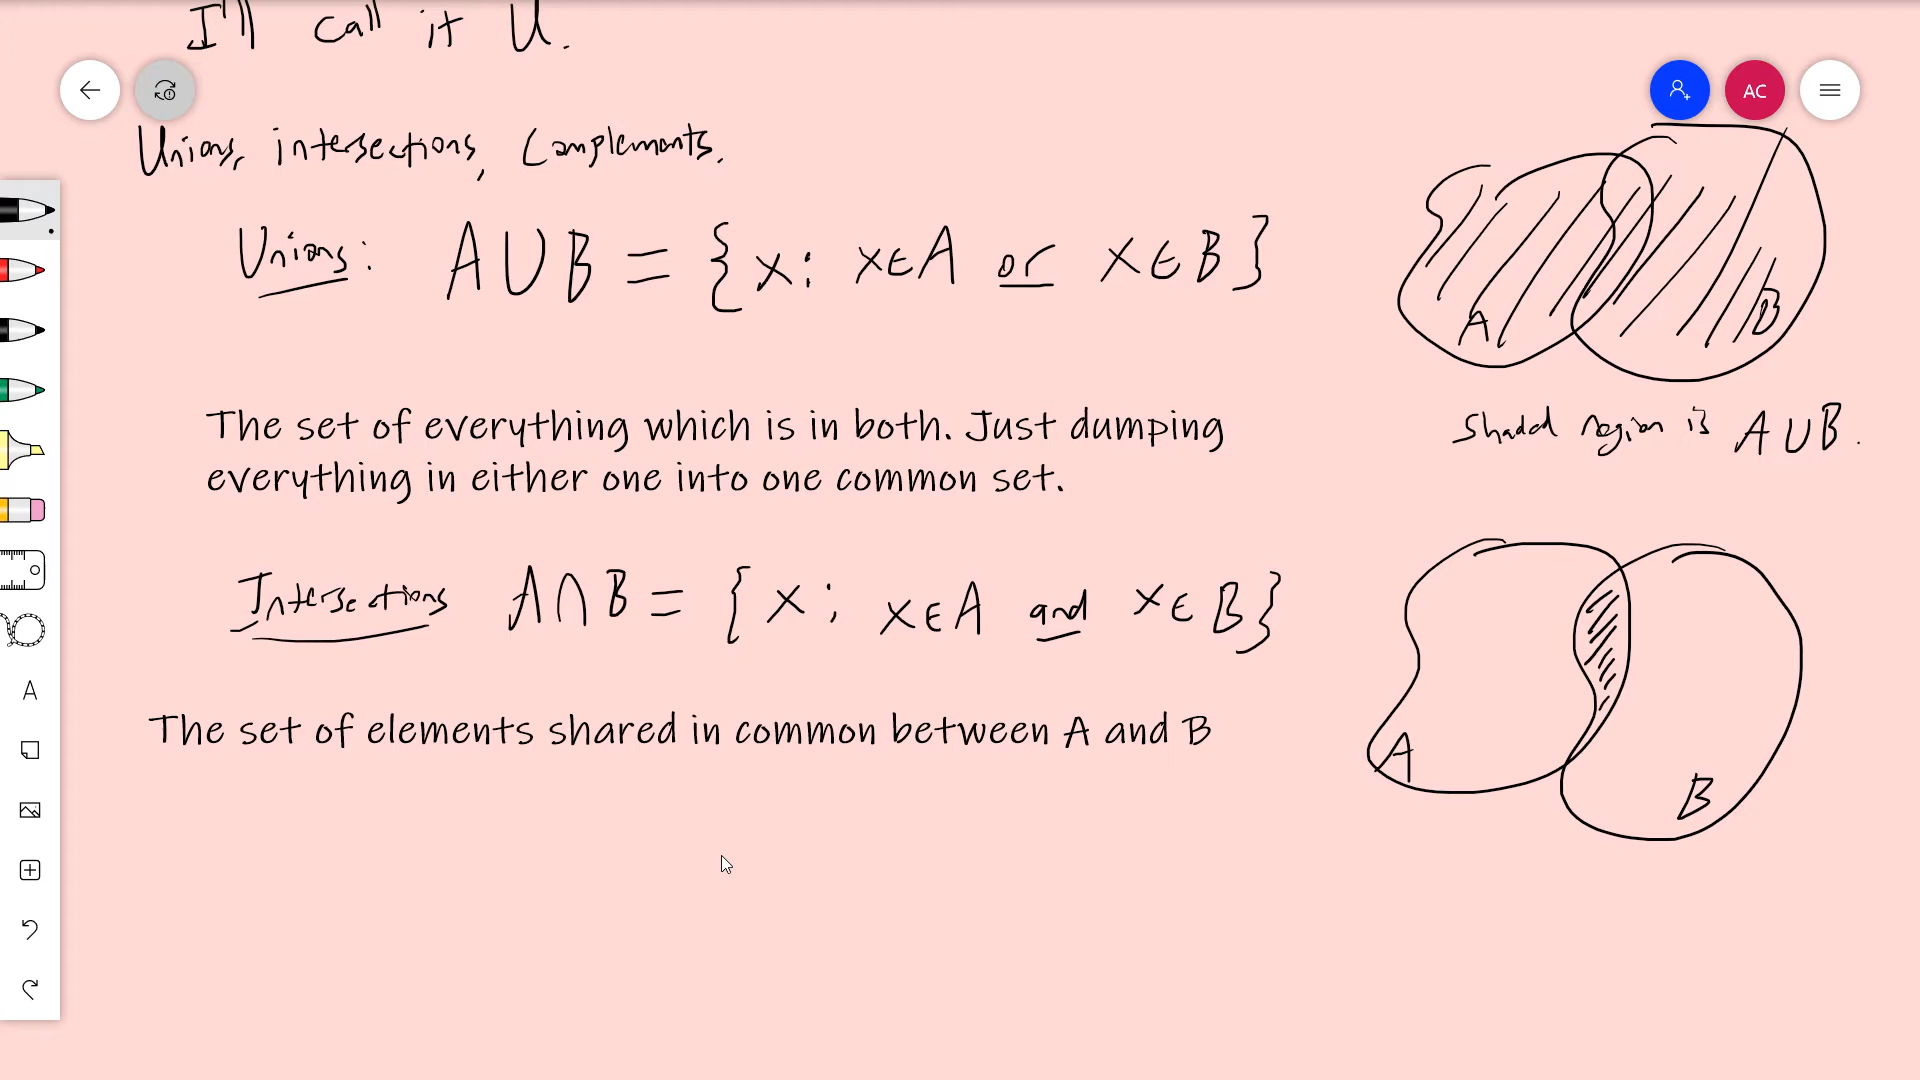 I'll call it U.
AC
Unions, intersections, Complements.
Unions: A ∪ B = {x: x∈A or x∈B}
A B
The set of everything which is in both. Just dumping
everything in either one into one common set.
Shaded region is A∪B.
Intersections A∩B = {x: x∈A and x∈B}
The set of elements shared in common between A and B
A
B
A